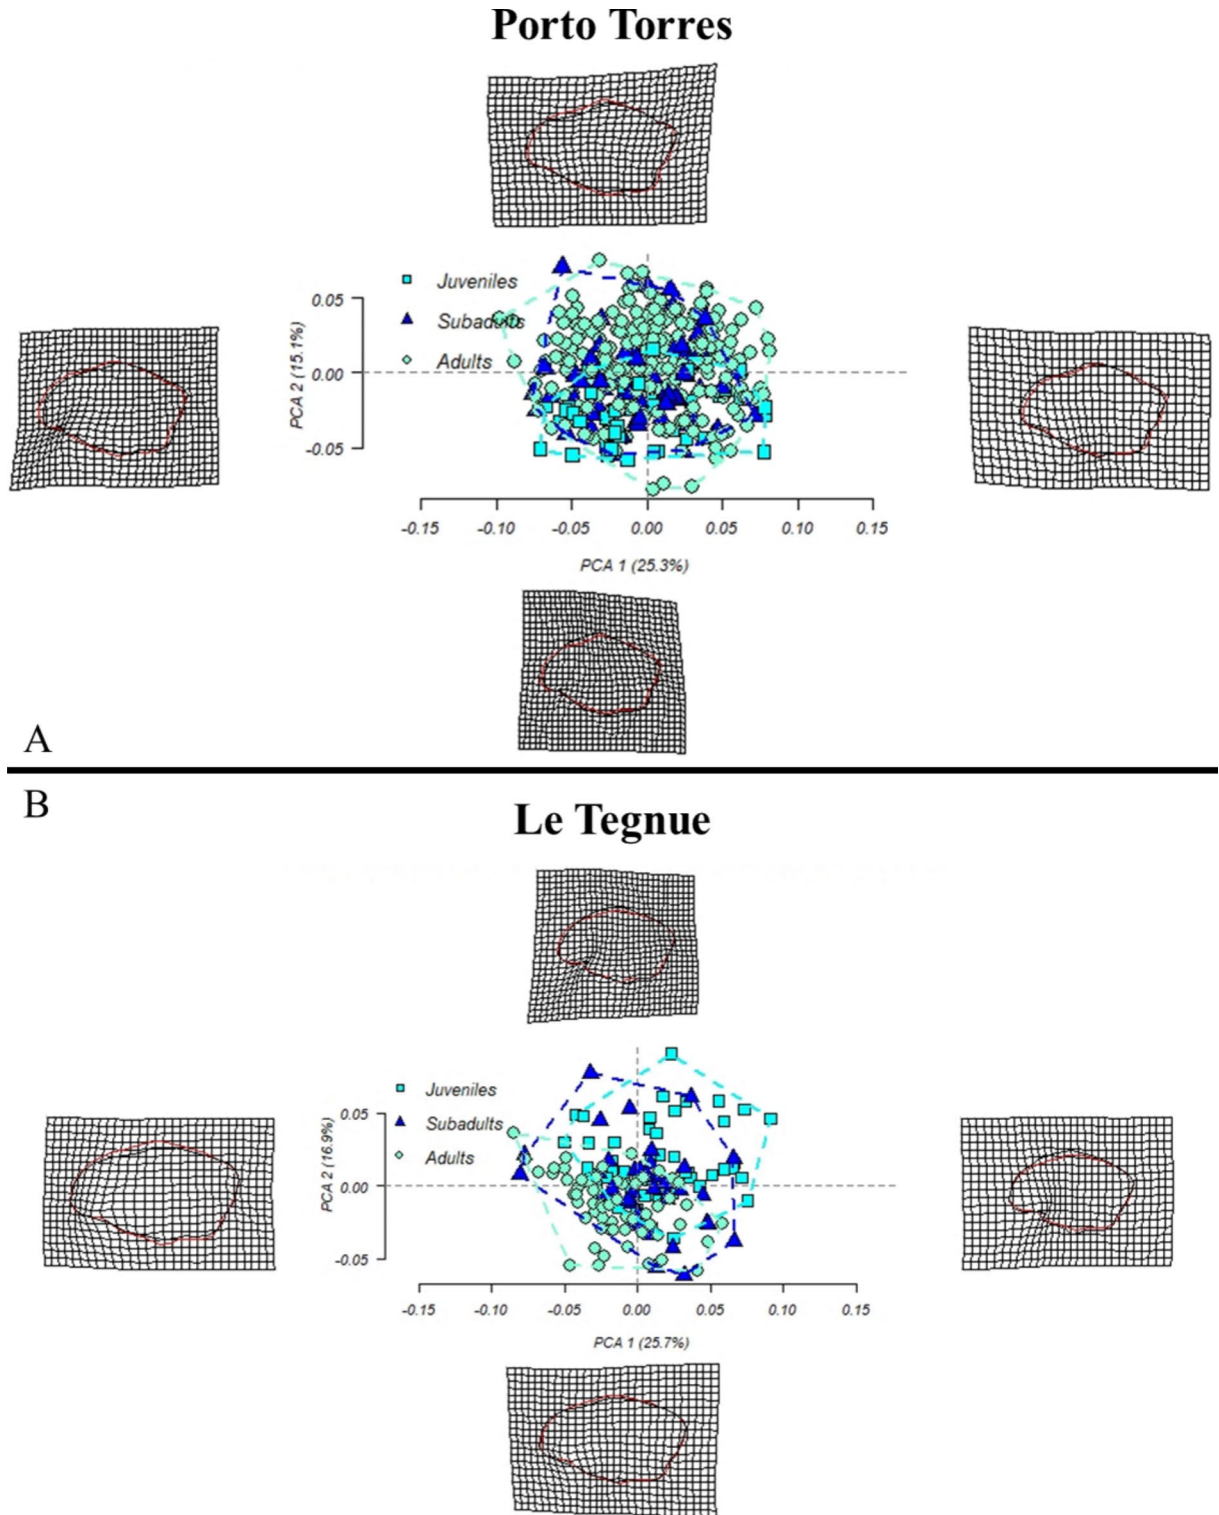 Porto Torres
Juveniles
Subadults
Adults
PCA 2 (15.1%)
0.05
0.00
-0.05
-0.15 -0.10 -0.05 0.00 0.05 0.10 0.15
PCA 1 (25.3%)
A
B
Le Tegnue
Juveniles
Subadults
Adults
PCA 2 (16.9%)
0.05
0.00
-0.05
-0.15 -0.10 -0.05 0.00 0.05 0.10 0.15
PCA 1 (25.7%)